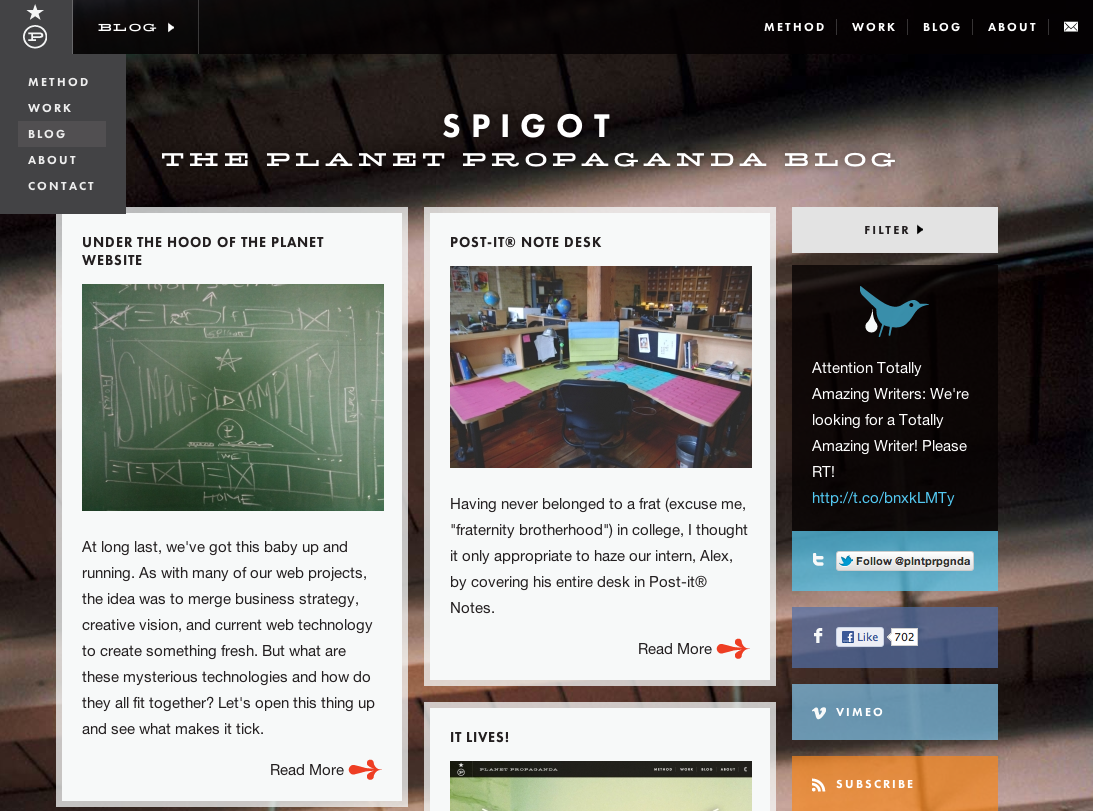 P
BLOG
METHOD
WORK
BLOG
ABOUT
METHOD
WORK
BLOG
ABOUT
CONTACT
SPIGOT
THE PLANET PROPAGANDA BLOG
UNDER THE HOOD OF THE PLANET
WEBSITE
SIMPLIFY AMPLIFY
P
WE
HOME
At long last, we've got this baby up and
running. As with many of our web projects,
the idea was to merge business strategy,
creative vision, and current web technology
to create something fresh. But what are
these mysterious technologies and how do
they all fit together? Let's open this thing up
and see what makes it tick.
Read More
POST-IT® NOTE DESK
Having never belonged to a frat (excuse me,
"fraternity brotherhood") in college, I thought
it only appropriate to haze our intern, Alex,
by covering his entire desk in Post-it®
Notes.
Read More
IT LIVES!
PLANET PROPAGANDA
METHOD
WORK
BLOG
ABOUT
FILTER
Attention Totally
Amazing Writers: We're
looking for a Totally
Amazing Writer! Please
RT!
http://t.co/bnxkLMTy
Follow @plntprpgnda
Like
702
VIMEO
SUBSCRIBE